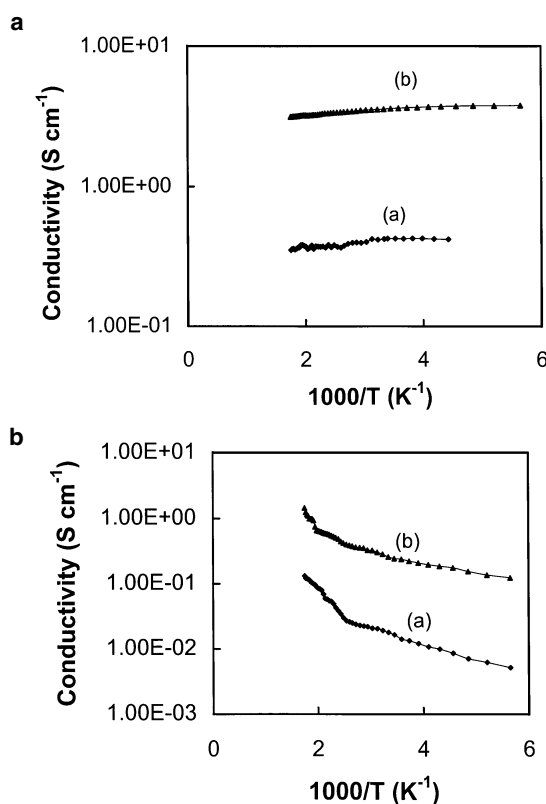 a
1.00E+01
(b)
1.00E+00
(a)
1.00E-01
0 2 4 6
1000/T (K⁻¹)
Conductivity (S cm⁻¹)
b
1.00E+01
1.00E+00
(b)
1.00E-01
(a)
1.00E-02
1.00E-03
0 2 4 6
1000/T (K⁻¹)
Conductivity (S cm⁻¹)